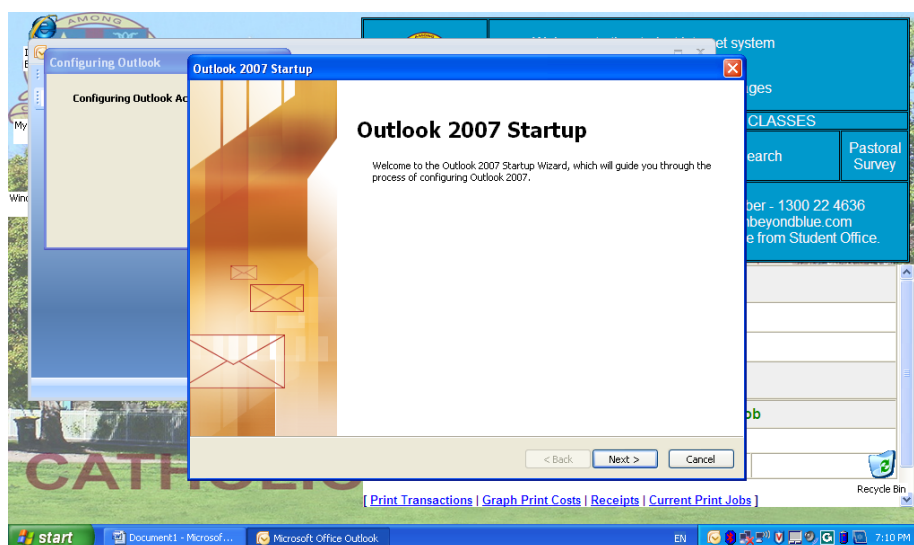 AMONG
et system
Configuring Outlook
Outlook 2007 Startup
ges
Configuring Outlook Ac
CLASSES
My
Outlook 2007 Startup
earch
Pastoral
Survey
Welcome to the Outlook 2007 Startup Wizard, which will guide you through the
process of configuring Outlook 2007.
ber - 1300 22 4636
beyondblue.com
e from Student Office.
CATHOLIC
< Back
Next >
Cancel
Recycle Bin
[ Print Transactions | Graph Print Costs | Receipts | Current Print Jobs ]
start
Document1 - Microsof...
Microsoft Office Outlook
EN
7:10 PM